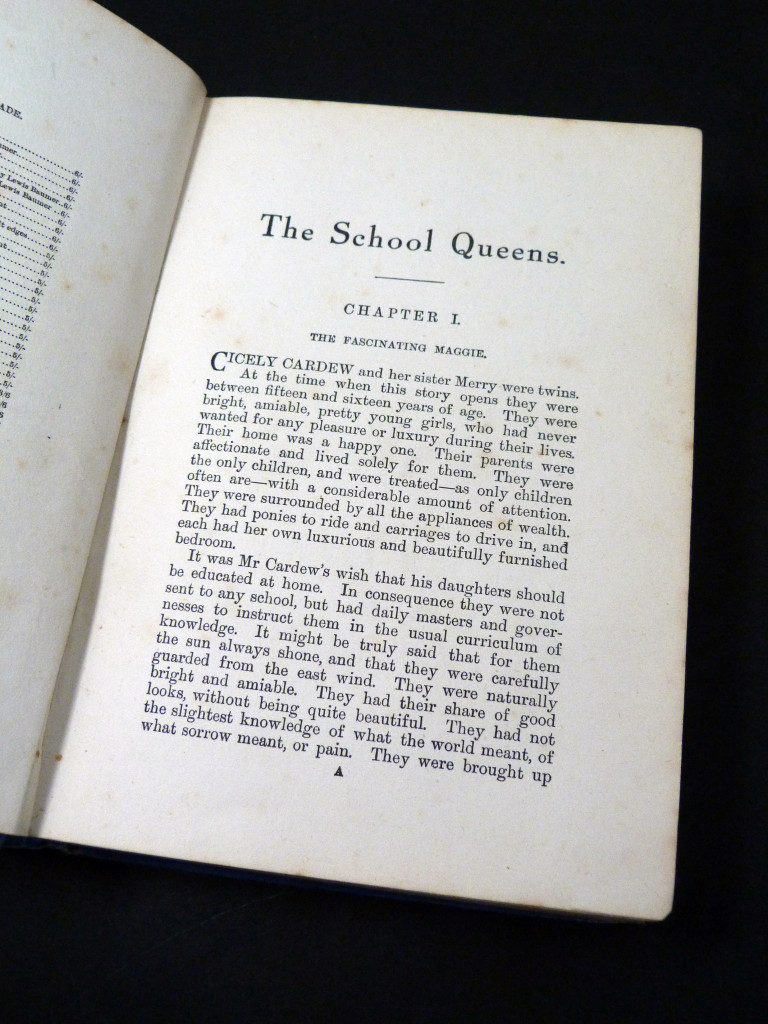 ADE.
Lewis Baumer..6/-
Lewis Baumer..6/-
edges.....6/-
The School Queens.
CHAPTER I.
THE FASCINATING MAGGIE.
CICELY CARDEW and her sister Merry were twins.
At the time when this story opens they were
between fifteen and sixteen years of age. They were
bright, amiable, pretty young girls, who had never
wanted for any pleasure or luxury during their lives.
Their home was a happy one. Their parents were
affectionate and lived solely for them. They were
the only children, and were treated—as only children
often are—with a considerable amount of attention.
They were surrounded by all the appliances of wealth.
They had ponies to ride and carriages to drive in, and
each had her own luxurious and beautifully furnished
bedroom.
It was Mr Cardew's wish that his daughters should
be educated at home. In consequence they were not
sent to any school, but had daily masters and gover-
nesses to instruct them in the usual curriculum of
knowledge. It might be truly said that for them
the sun always shone, and that they were carefully
guarded from the east wind. They were naturally
bright and amiable. They had their share of good
looks, without being quite beautiful. They had not
the slightest knowledge of what the world meant, of
what sorrow meant, or pain. They were brought up
A